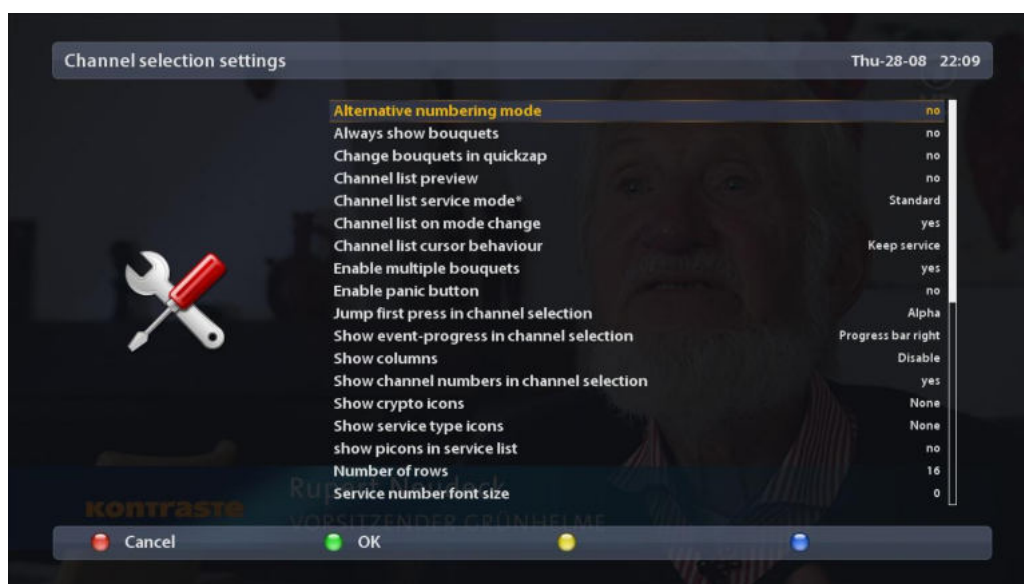 Channel selection settings Thu-28-08 22:09
Alternative numbering mode no
Always show bouquets no
Change bouquets in quickzap no
Channel list preview no
Channel list service mode* Standard
Channel list on mode change yes
Channel list cursor behaviour Keep service
Enable multiple bouquets yes
Enable panic button no
Jump first press in channel selection Alpha
Show event-progress in channel selection Progress bar right
Show columns Disable
Show channel numbers in channel selection yes
Show crypto icons None
Show service type icons None
show picons in service list no
Number of rows 16
Service number font size 0
Rupert Neudeck
KONTRASTE
VORSITZENDER GRÜNHELME
Cancel OK